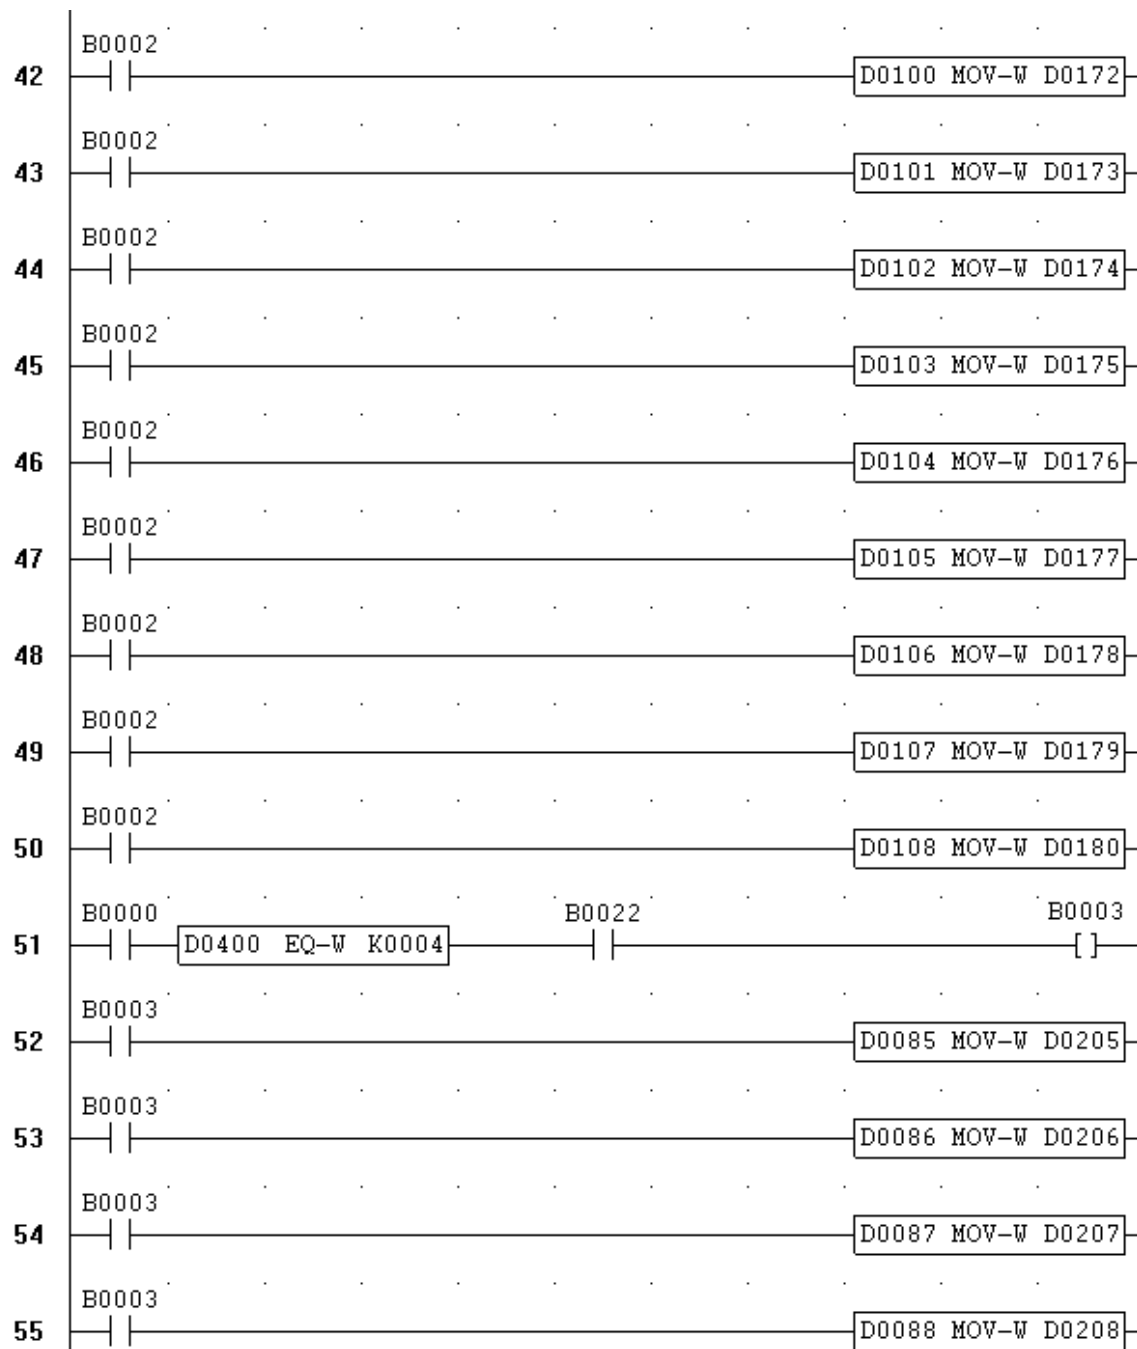 B0002
42 D0100 MOV-W D0172
B0002
43 D0101 MOV-W D0173
B0002
44 D0102 MOV-W D0174
B0002
45 D0103 MOV-W D0175
B0002
46 D0104 MOV-W D0176
B0002
47 D0105 MOV-W D0177
B0002
48 D0106 MOV-W D0178
B0002
49 D0107 MOV-W D0179
B0002
50 D0108 MOV-W D0180
B0000 B0022 B0003
51 D0400 EQ-W K0004 [ ]
B0003
52 D0085 MOV-W D0205
B0003
53 D0086 MOV-W D0206
B0003
54 D0087 MOV-W D0207
B0003
55 D0088 MOV-W D0208